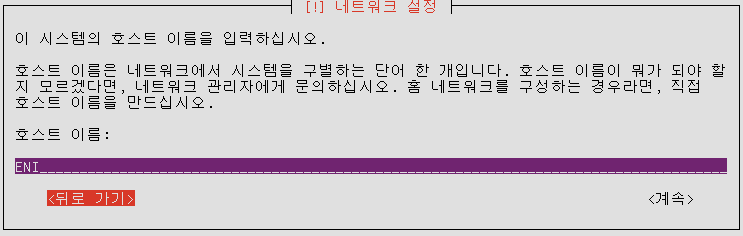 [!] 네트워크 설정
이 시스템의 호스트 이름을 입력하십시오.
호스트 이름은 네트워크에서 시스템을 구별하는 단어 한 개입니다. 호스트 이름이 뭐가 되야 할
지 모르겠다면, 네트워크 관리자에게 문의하십시오. 홈 네트워크를 구성하는 경우라면, 직접
호스트 이름을 만드십시오.
호스트 이름:
ENI
<뒤로 가기> <계속>